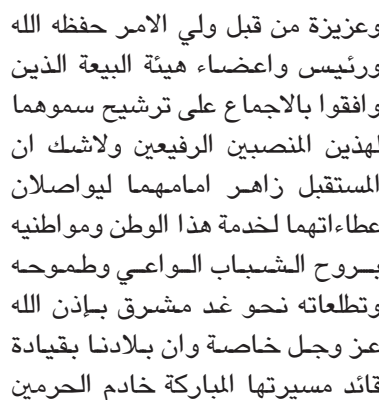 وعزيزة من قبل ولي الامر حفظه الله
ورئيس واعضاء هيئة البيعة الذين
وافقوا بالاجماع على ترشيح سموهما
لهذين المنصبين الرفيعين ولاشك ان
المستقبل زاهر امامهما ليواصلان
عطاءاتهما لخدمة هذا الوطن ومواطنيه
بروح الشباب الواعي وطموحه
وتطلعاته نحو غد مشرق بإذن الله
عز وجل خاصة وان بلادنا بقيادة
قائد مسيرتها المباركة خادم الحرمين